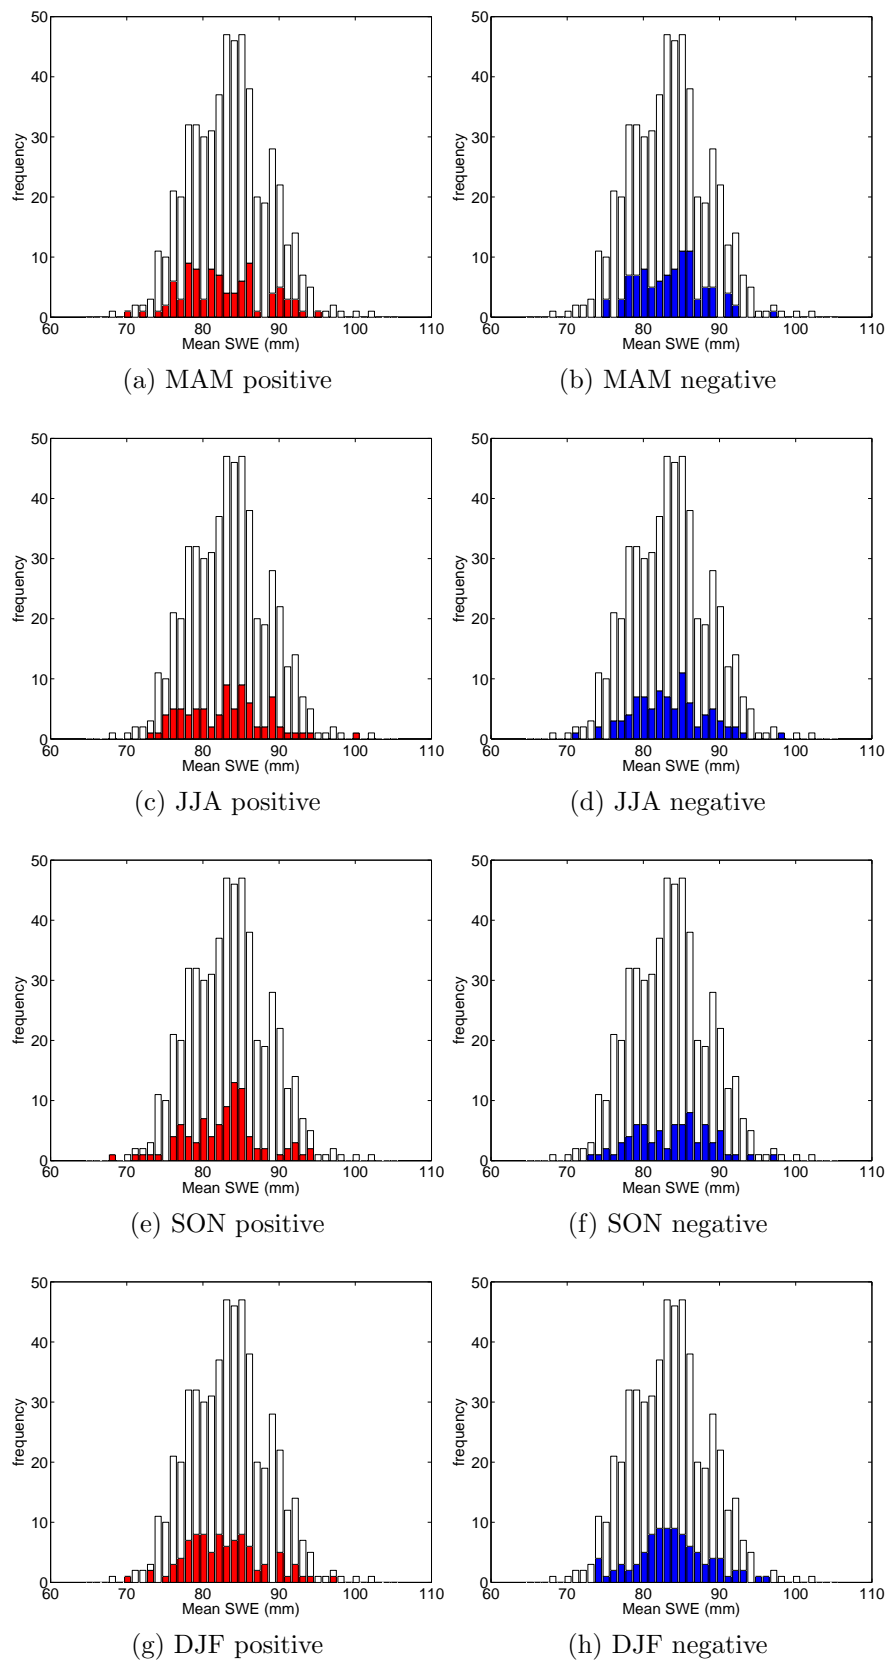 50
40
30
20
10
0
frequency
60 70 80 90 100 110
Mean SWE (mm)
(a) MAM positive
50
40
30
20
10
0
frequency
60 70 80 90 100 110
Mean SWE (mm)
(b) MAM negative
50
40
30
20
10
0
frequency
60 70 80 90 100 110
Mean SWE (mm)
(c) JJA positive
50
40
30
20
10
0
frequency
60 70 80 90 100 110
Mean SWE (mm)
(d) JJA negative
50
40
30
20
10
0
frequency
60 70 80 90 100 110
Mean SWE (mm)
(e) SON positive
50
40
30
20
10
0
frequency
60 70 80 90 100 110
Mean SWE (mm)
(f) SON negative
50
40
30
20
10
0
frequency
60 70 80 90 100 110
Mean SWE (mm)
(g) DJF positive
50
40
30
20
10
0
frequency
60 70 80 90 100 110
Mean SWE (mm)
(h) DJF negative